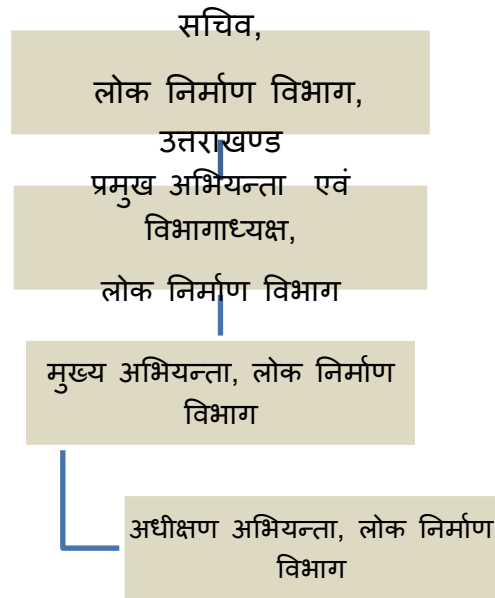 सचिव,
लोक निर्माण विभाग,
उत्तराखण्ड
प्रमुख अभियन्ता एवं
विभागाध्यक्ष,
लोक निर्माण विभाग
मुख्य अभियन्ता, लोक निर्माण
विभाग
अधीक्षण अभियन्ता, लोक निर्माण
विभाग